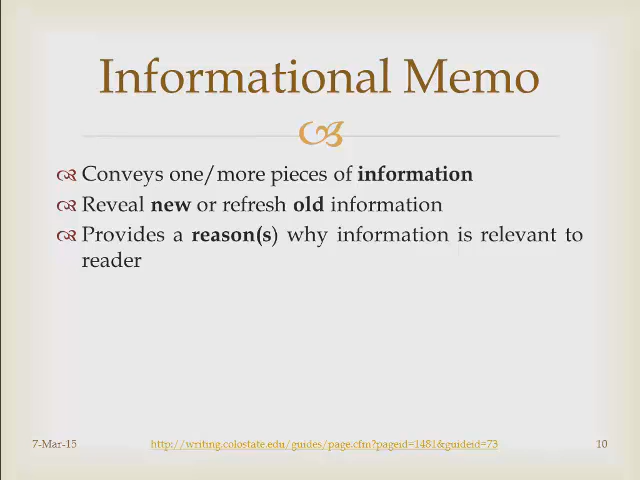 Informational Memo
Conveys one/more pieces of information
Reveal new or refresh old information
Provides a reason(s) why information is relevant to
reader
7-Mar-15 http://writing.colostate.edu/guides/page.cfm?pageid=1481&guideid=73 10